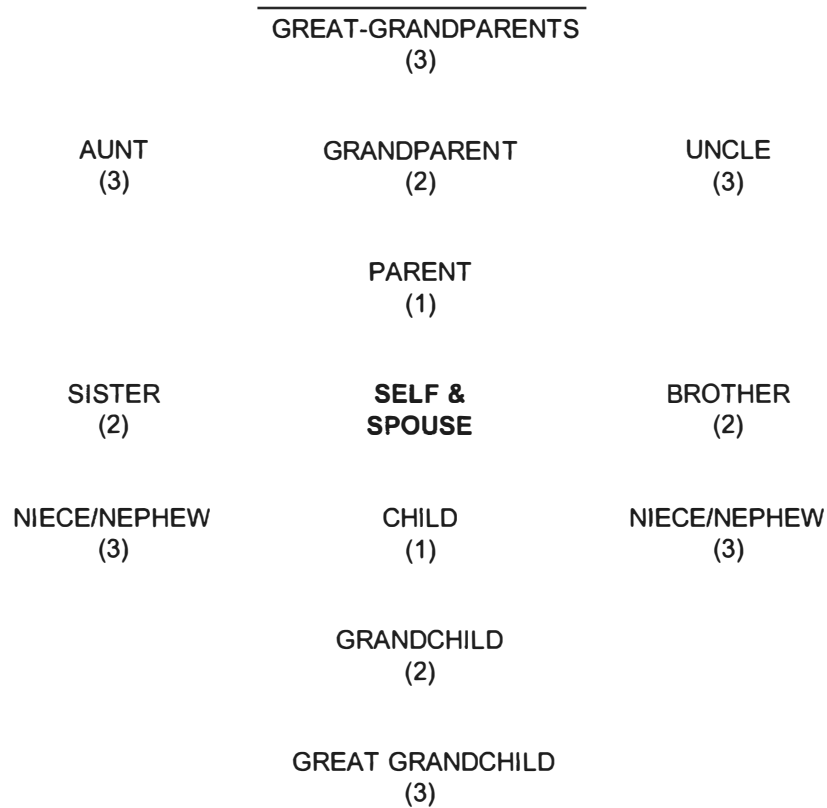 GREAT-GRANDPARENTS
(3)
AUNT GRANDPARENT UNCLE
(3) (2) (3)
PARENT
(1)
SISTER SELF & BROTHER
(2) SPOUSE (2)
NIECE/NEPHEW CHILD NIECE/NEPHEW
(3) (1) (3)
GRANDCHILD
(2)
GREAT GRANDCHILD
(3)